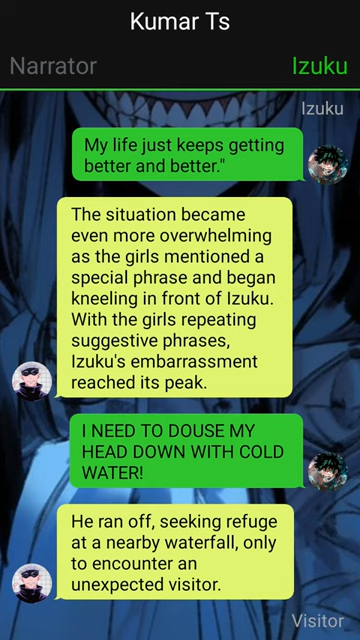 Kumar Ts
Narrator
Izuku
Izuku
My life just keeps getting
better and better."
The situation became
even more overwhelming
as the girls mentioned a
special phrase and began
kneeling in front of Izuku.
With the girls repeating
suggestive phrases,
Izuku's embarrassment
reached its peak.
I NEED TO DOUSE MY
HEAD DOWN WITH COLD
WATER!
He ran off, seeking refuge
at a nearby waterfall, only
to encounter an
unexpected visitor.
Visitor